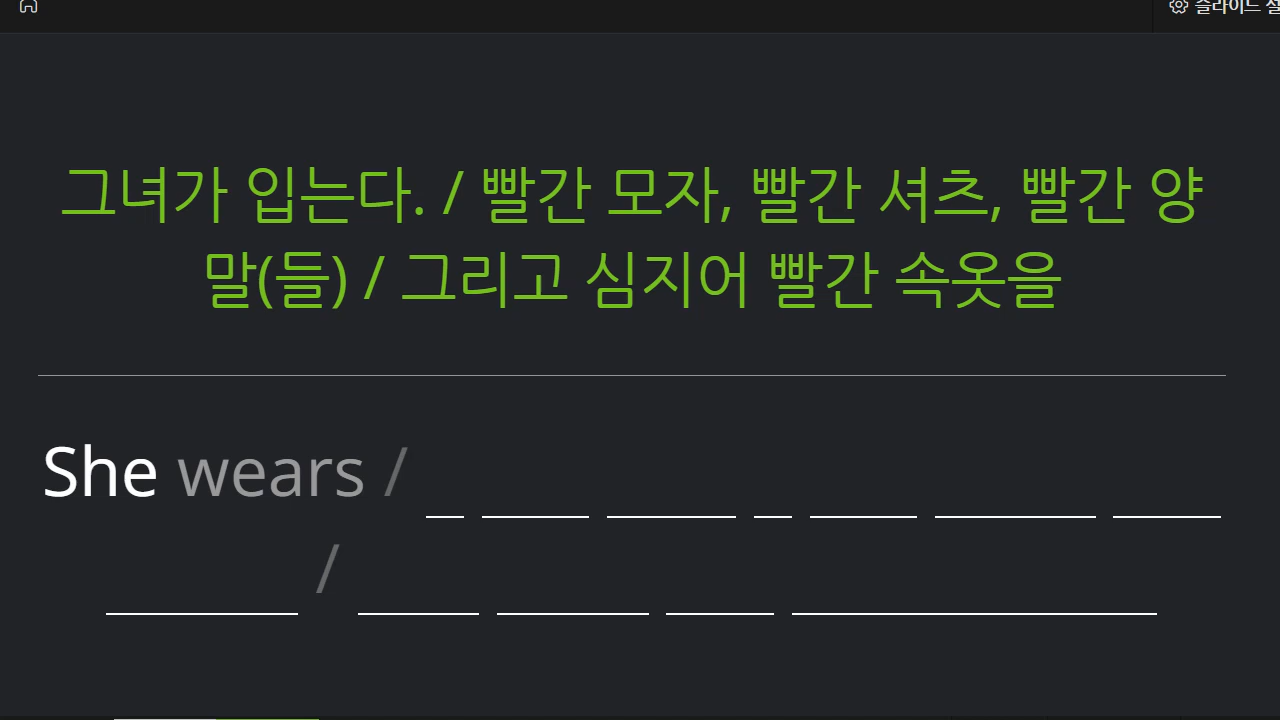 슬라이드 설
그녀가 입는다. / 빨간 모자, 빨간 셔츠, 빨간 양
말(들) / 그리고 심지어 빨간 속옷을
She wears /
/